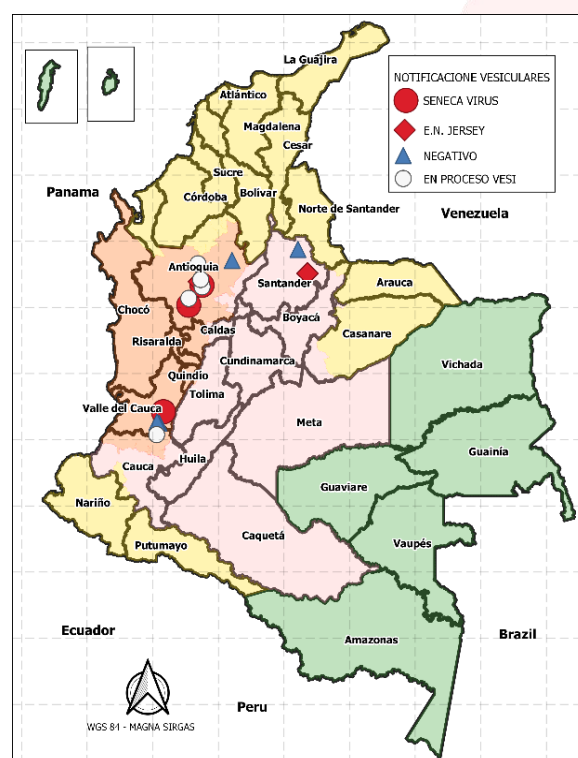 NOTIFICACIONE VESICULARES
SENECA VIRUS
E.N. JERSEY
NEGATIVO
EN PROCESO VESI
La Guájira
Atlántico
Magdalena
Cesar
Sucre
Panama
Córdoba
Bolívar
Norte de Santander
Venezuela
Antioquia
Santander
Arauca
Chocó
Boyacá
Caldas
Casanare
Risaralda
Cundinamarca
Vichada
Quindio
Tolima
Valle del Cauca
Meta
Guainía
Cauca
Huila
Guaviare
Nariño
Caquetá
Vaupés
Putumayo
Ecuador
Amazonas
Brazil
Peru
WGS 84 - MAGNA SIRGAS